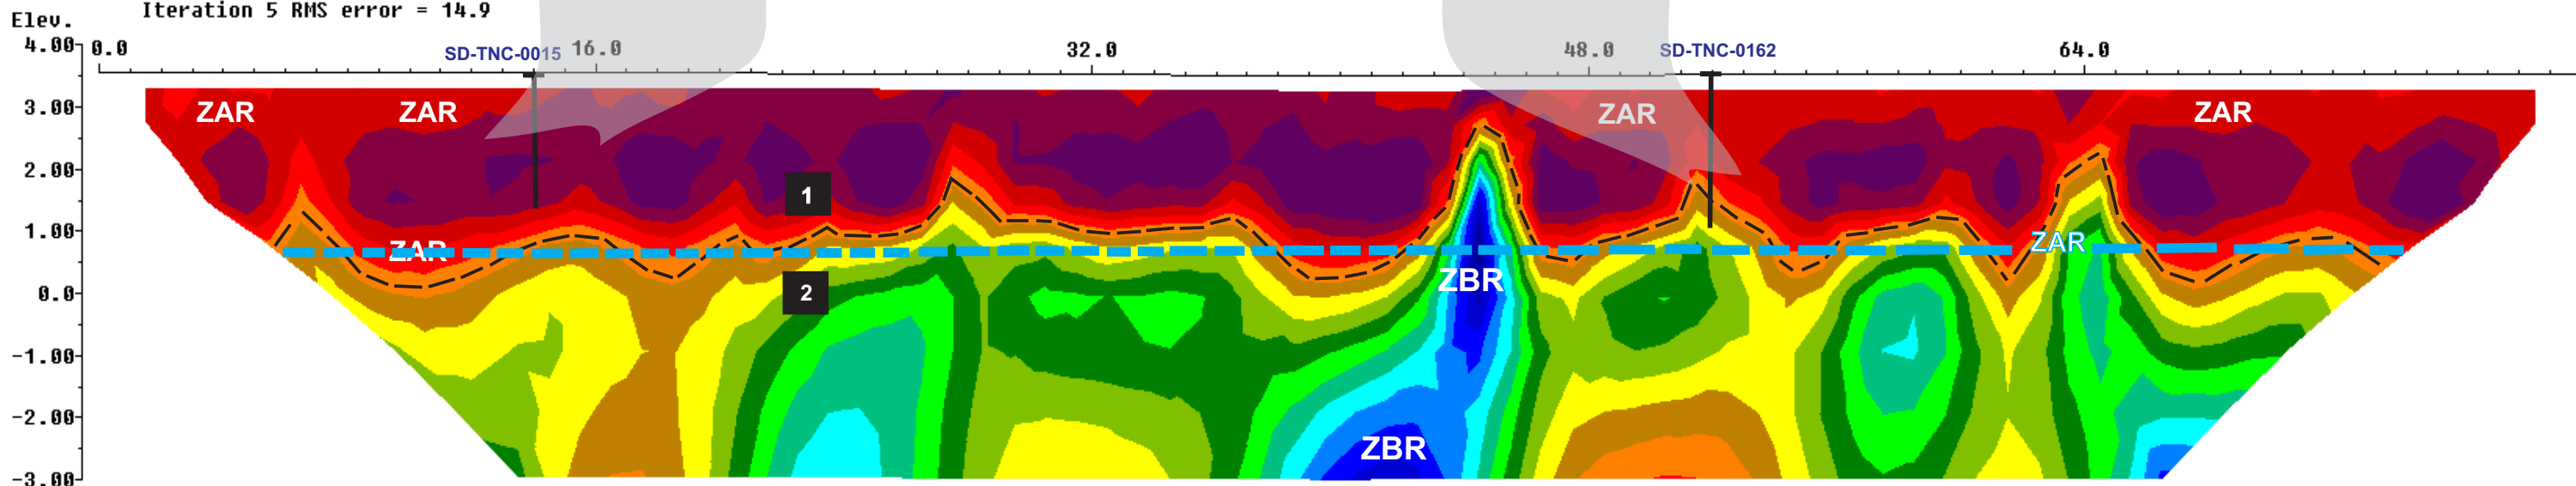 Iteration 5 RMS error = 14.9
Elev.
4.00 0.0 SD-TNC-0015 16.0 32.0 48.0 SD-TNC-0162 64.0
3.00 ZAR ZAR ZAR ZAR
2.00
1
1.00
ZAR ZAR
0.0 2 ZBR
-1.00
-2.00
ZBR
-3.00